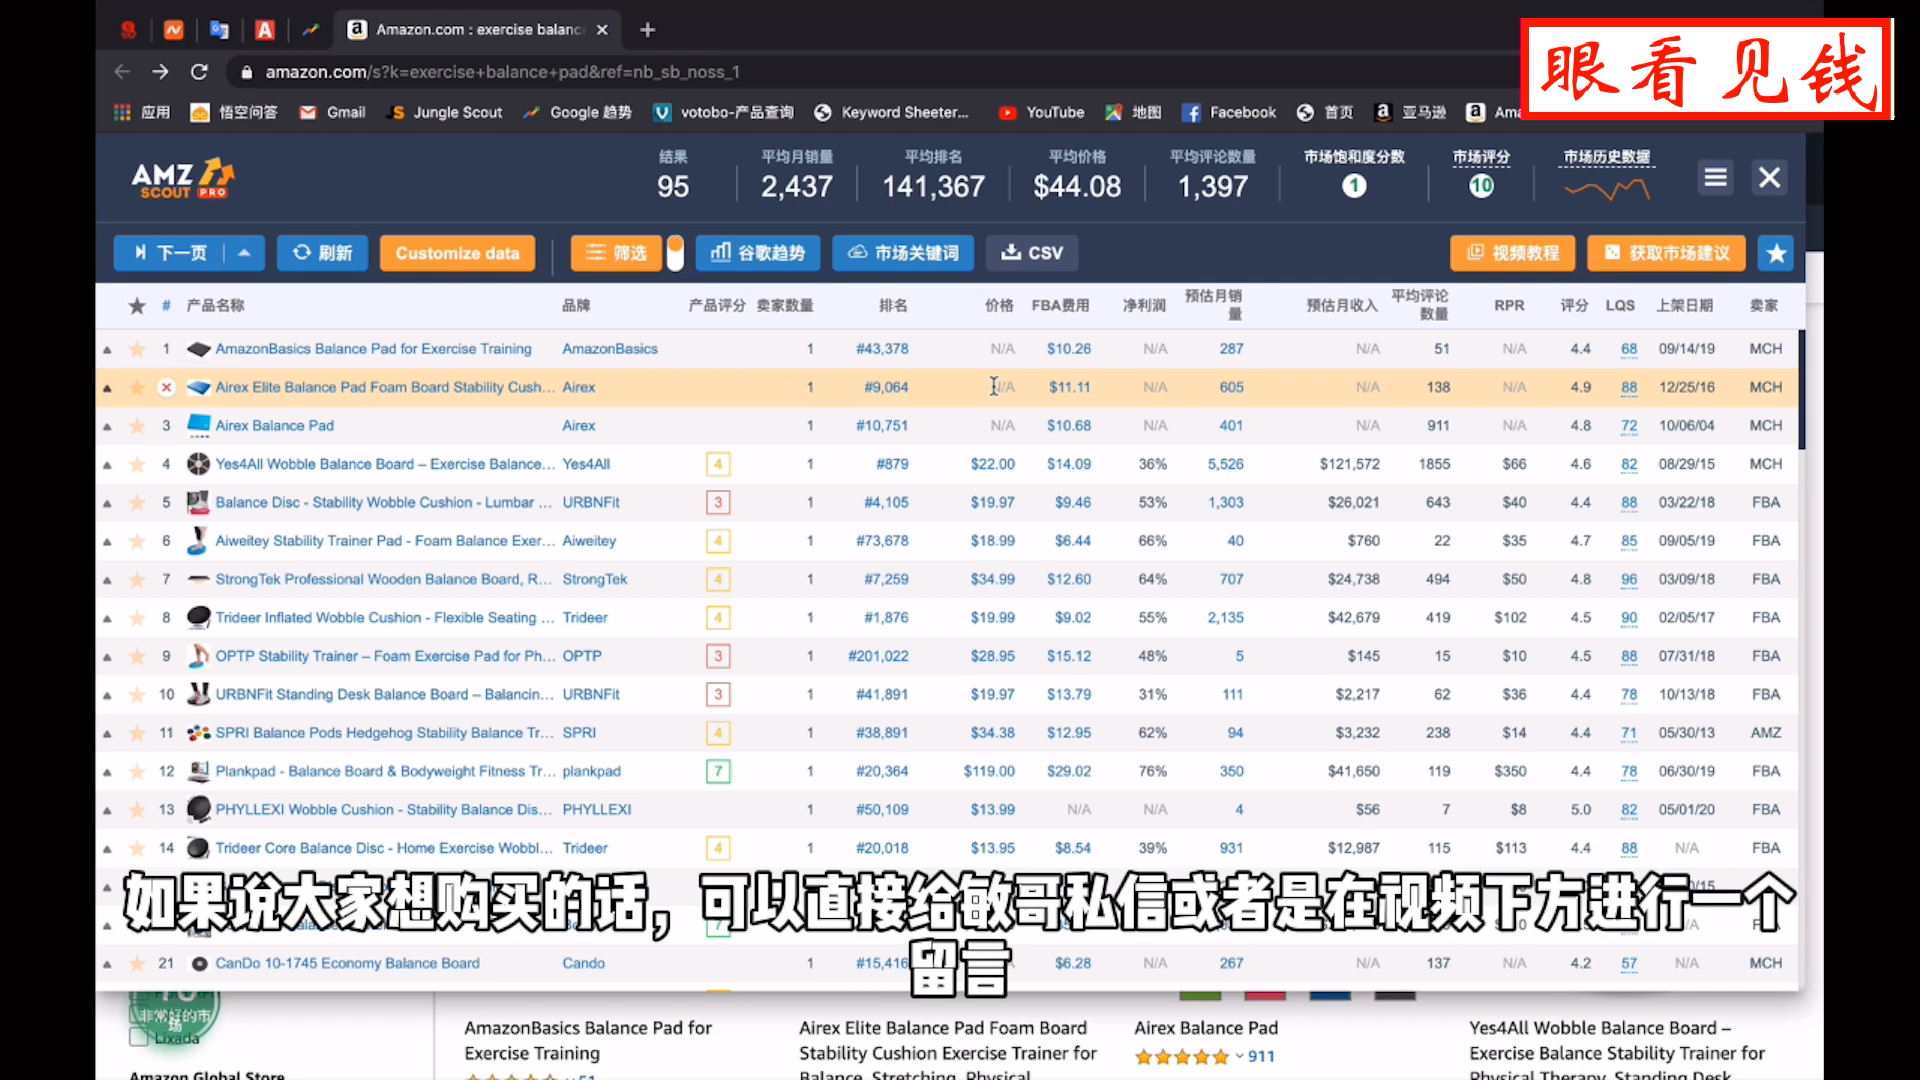 Amazon.com : exercise balanc
眼看见钱
amazon.com/s?k=exercise+balance+pad&ref=nb_sb_noss_1
应用 悟空问答 Gmail Jungle Scout Google 趋势 votobo-产品查询 Keyword Sheeter... YouTube 地图 Facebook 首页 亚马逊
AMZ SCOUT PRO
结果 平均月销量 平均排名 平均价格 平均评论数量 市场饱和度分数 市场评分 市场历史数据
95 2,437 141,367 $44.08 1,397 1 10
下一页 刷新 Customize data 筛选 谷歌趋势 市场关键词 CSV 视频教程 获取市场建议
# 产品名称 品牌 产品评分 卖家数量 排名 价格 FBA费用 净利润 预估月销量 预估月收入 平均评论数量 RPR 评分 LQS 上架日期 卖家
1 AmazonBasics Balance Pad for Exercise Training AmazonBasics 1 #43,378 N/A $10.26 N/A 287 N/A 51 N/A 4.4 68 09/14/19 MCH
Airex Elite Balance Pad Foam Board Stability Cush... Airex 1 #9,064 N/A $11.11 N/A 605 N/A 138 N/A 4.9 88 12/25/16 MCH
3 Airex Balance Pad Airex 1 #10,751 N/A $10.68 N/A 401 N/A 911 N/A 4.8 72 10/06/04 MCH
4 Yes4All Wobble Balance Board – Exercise Balance... Yes4All 4 1 #879 $22.00 $14.09 36% 5,526 $121,572 1855 $66 4.6 82 08/29/15 MCH
5 Balance Disc - Stability Wobble Cushion - Lumbar ... URBNFit 3 1 #4,105 $19.97 $9.46 53% 1,303 $26,021 643 $40 4.4 88 03/22/18 FBA
6 Aiweitey Stability Trainer Pad - Foam Balance Exer... Aiweitey 4 1 #73,678 $18.99 $6.44 66% 40 $760 22 $35 4.7 85 09/05/19 FBA
7 StrongTek Professional Wooden Balance Board, R... StrongTek 4 1 #7,259 $34.99 $12.60 64% 707 $24,738 494 $50 4.8 96 03/09/18 FBA
8 Trideer Inflated Wobble Cushion - Flexible Seating ... Trideer 4 1 #1,876 $19.99 $9.02 55% 2,135 $42,679 419 $102 4.5 90 02/05/17 FBA
9 OPTP Stability Trainer – Foam Exercise Pad for Ph... OPTP 3 1 #201,022 $28.95 $15.12 48% 5 $145 15 $10 4.5 88 07/31/18 FBA
10 URBNFit Standing Desk Balance Board – Balancin... URBNFit 3 1 #41,891 $19.97 $13.79 31% 111 $2,217 62 $36 4.4 78 10/13/18 FBA
11 SPRI Balance Pods Hedgehog Stability Balance Tr... SPRI 4 1 #38,891 $34.38 $12.95 62% 94 $3,232 238 $14 4.4 71 05/30/13 AMZ
12 Plankpad - Balance Board & Bodyweight Fitness Tr... plankpad 7 1 #20,364 $119.00 $29.02 76% 350 $41,650 119 $350 4.4 78 06/30/19 FBA
13 PHYLLEXI Wobble Cushion - Stability Balance Dis... PHYLLEXI 1 #50,109 $13.99 N/A N/A 4 $56 7 $8 5.0 82 05/01/20 FBA
14 Trideer Core Balance Disc - Home Exercise Wobbl... Trideer 4 1 #20,018 $13.95 $8.54 39% 931 $12,987 115 $113 4.4 88 N/A FBA
如果说大家想购买的话，可以直接给敏哥私信或者是在视频下方进行一个
留言
21 CanDo 10-1745 Economy Balance Board Cando 1 #15,416 $6.28 N/A 267 N/A 137 N/A 4.2 57 N/A MCH
非常好的市场
Lixada
Amazon Global Store
AmazonBasics Balance Pad for
Exercise Training
51
Airex Elite Balance Pad Foam Board
Stability Cushion Exercise Trainer for
Balance, Stretching, Physical
Airex Balance Pad
911
Yes4All Wobble Balance Board –
Exercise Balance Stability Trainer for
Physical Therapy, Standing Desk